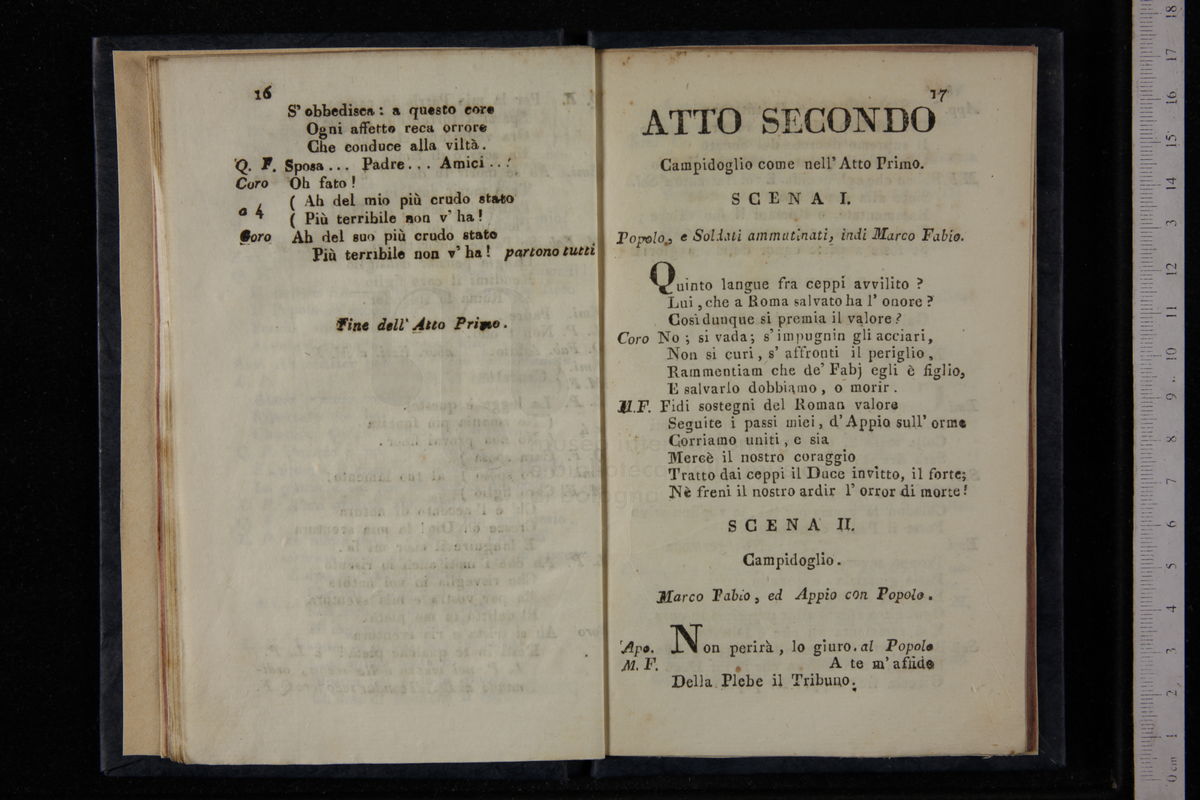 16
S' obbedisca : a questo core
Ogni affetto reca orrore
Che conduce alla viltà.
Q. F. Sposa . . . Padre . . . Amici . . .
Coro Oh fato !
a 4 ( Ah del mio più crudo stato
( Più terribile non v' ha !
Coro Ah del suo più crudo stato
Più terribile non v' ha ! partono tutti
Fine dell' Atto Primo.
17
ATTO SECONDO
Campidoglio come nell' Atto Primo.
SCENA I.
Popolo, e Soldati ammutinati, indi Marco Fabio.
Quinto langue fra ceppi avvilito ?
Lui , che a Roma salvato ha l' onore ?
Così dunque si premia il valore ?
Coro No ; si vada ; s' impugnin gli acciari ,
Non si curi , s' affronti il periglio ,
Rammentiam che de' Fabj egli è figlio,
E salvarlo dobbiamo , o morir .
M.F. Fidi sostegni del Roman valore
Seguite i passi miei , d' Appio sull' orme
Corriamo uniti , e sia
Mercè il nostro coraggio
Tratto dai ceppi il Duce invitto, il forte;
Nè freni il nostro ardir l' orror di morte !
SCENA II.
Campidoglio.
Marco Fabio , ed Appio con Popolo .
App. Non perirà , lo giuro. al Popolo
M. F. A te m' affido
Della Plebe il Tribuno.